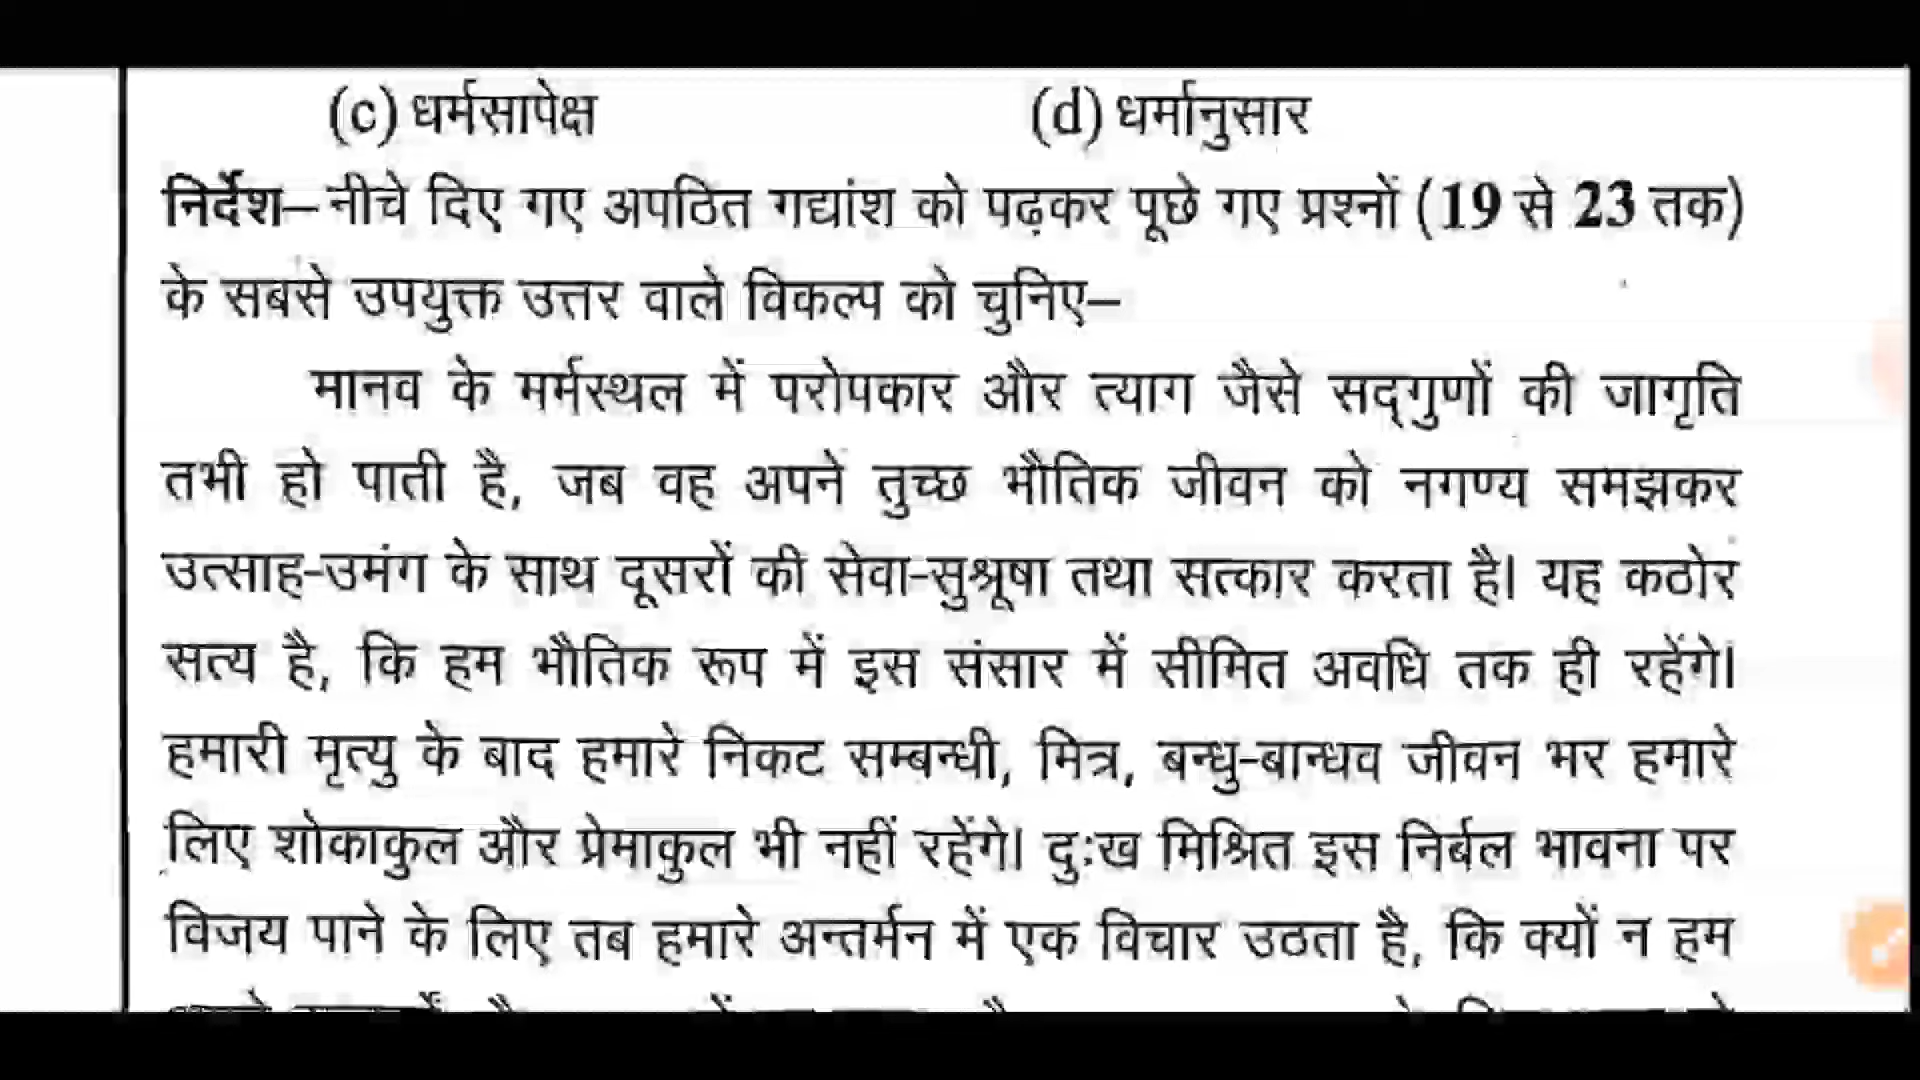 (c) धर्मसापेक्ष (d) धर्मानुसार
निर्देश–नीचे दिए गए अपठित गद्यांश को पढ़कर पूछे गए प्रश्नों (19 से 23 तक)
के सबसे उपयुक्त उत्तर वाले विकल्प को चुनिए–
मानव के मर्मस्थल में परोपकार और त्याग जैसे सद्‌गुणों की जागृति
तभी हो पाती है, जब वह अपने तुच्छ भौतिक जीवन को नगण्य समझकर
उत्साह-उमंग के साथ दूसरों की सेवा-सुश्रूषा तथा सत्कार करता है। यह कठोर
सत्य है, कि हम भौतिक रूप में इस संसार में सीमित अवधि तक ही रहेंगे।
हमारी मृत्यु के बाद हमारे निकट सम्बन्धी, मित्र, बन्धु-बान्धव जीवन भर हमारे
लिए शोकाकुल और प्रेमाकुल भी नहीं रहेंगे। दुःख मिश्रित इस निर्बल भावना पर
विजय पाने के लिए तब हमारे अन्तर्मन में एक विचार उठता है, कि क्यों न हम